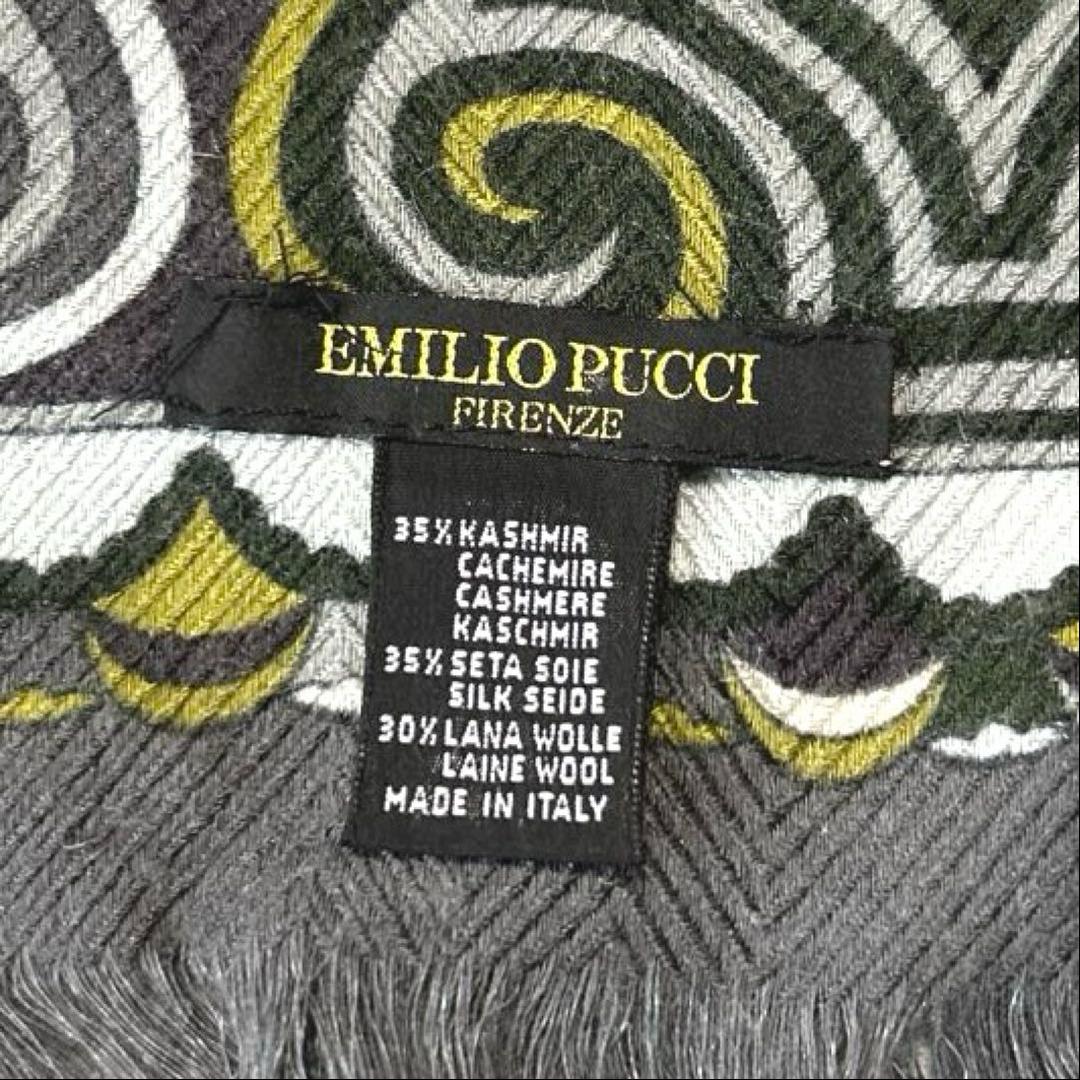 EMILIO PUCCI
FIRENZE
35% KASHMIR
CACHEMIRE
CASHMERE
KASCHMIR
35% SETA SOIE
SILK SEIDE
30% LANA WOLLE
LAINE WOOL
MADE IN ITALY